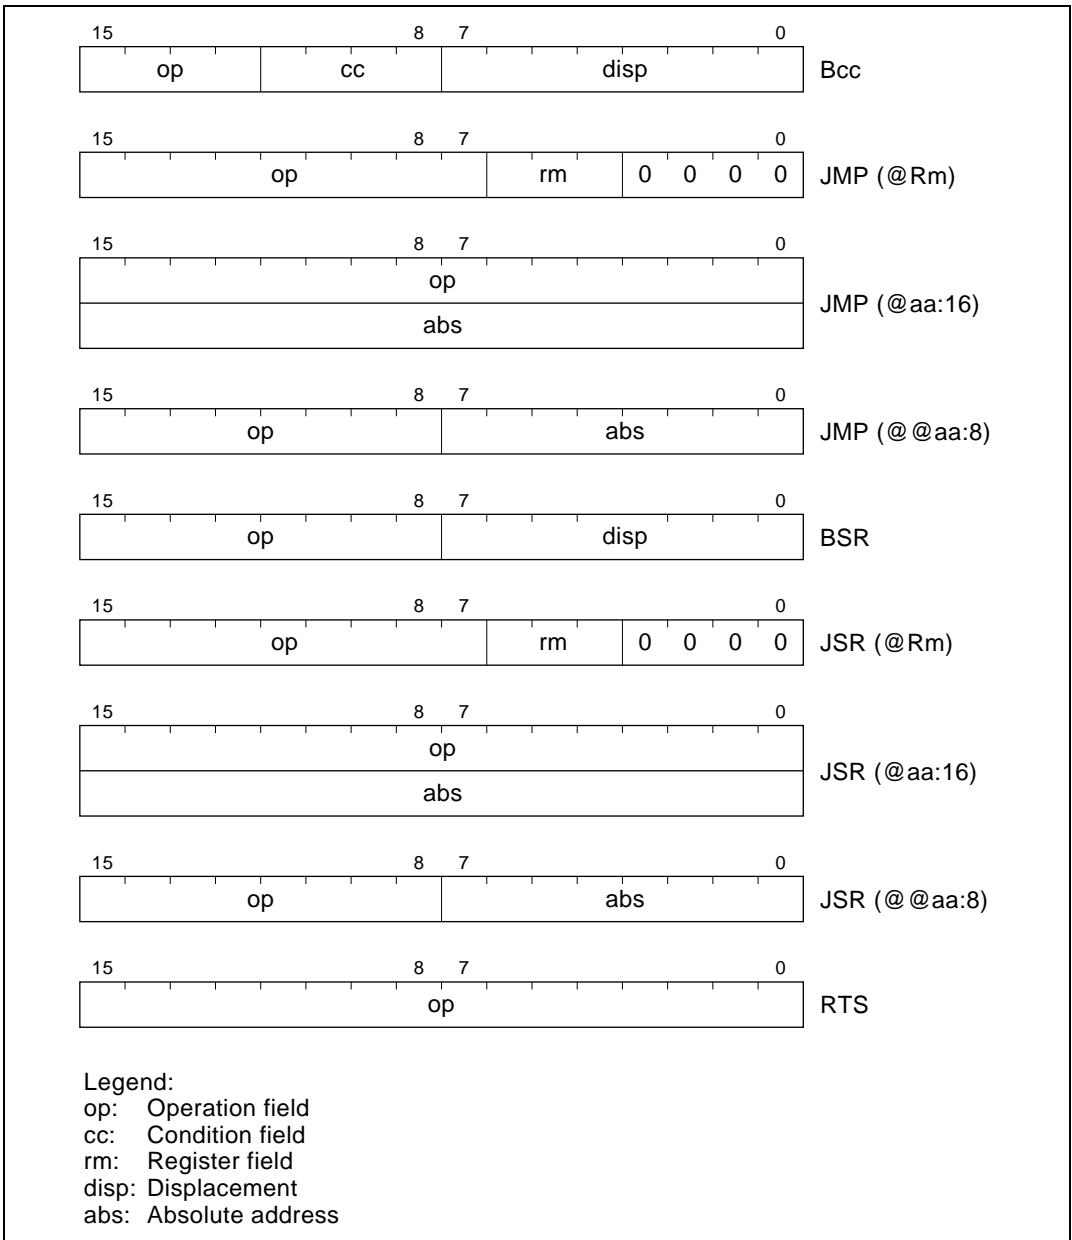 15 8 7 0
op cc disp Bcc
15 8 7 0
op rm 0 0 0 0 JMP (@Rm)
15 8 7 0
op
JMP (@aa:16)
abs
15 8 7 0
op abs JMP (@@aa:8)
15 8 7 0
op disp BSR
15 8 7 0
op rm 0 0 0 0 JSR (@Rm)
15 8 7 0
op
JSR (@aa:16)
abs
15 8 7 0
op abs JSR (@@aa:8)
15 8 7 0
op RTS
Legend:
op: Operation field
cc: Condition field
rm: Register field
disp: Displacement
abs: Absolute address